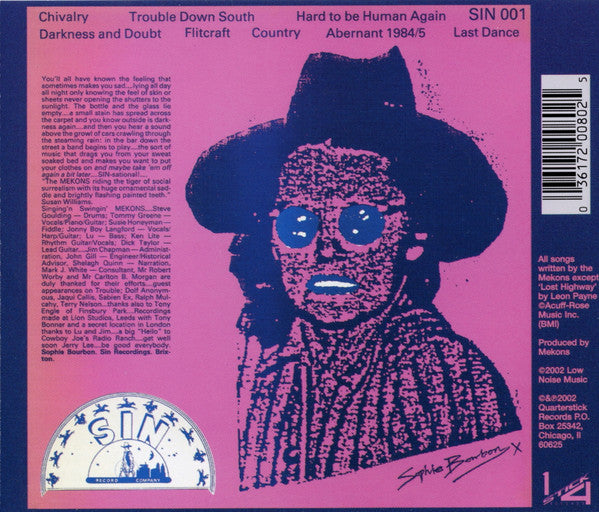 Chivalry Trouble Down South Hard to be Human Again SIN 001
Darkness and Doubt Flitcraft Country Abernant 1984/5 Last Dance
You'll all have known the feeling that
sometimes makes you sad....lying all day
all night only knowing the feel of skin or
sheets never opening the shutters to the
sunlight. The bottle and the glass lie
empty....a small stain has spread across
the carpet and you know outside is dark-
ness again....and then you hear a sound
above the growl of cars crawling through
the steaming rain: in the bar down the
street a band begins to play....the sort of
music that drags you from your sweat
soaked bed and makes you want to put
your clothes on and maybe take 'em off
again a bit later....SIN-sational!....
"The MEKONS riding the tiger of social
surrealism with its huge ornamental sad-
dle and brightly flashing painted teeth."
Susan Williams.
Singing'n Swingin' MEKONS....Steve
Goulding — Drums; Tommy Greene —
Vocals/Piano/Guitar; Susie Honeyman —
Fiddle; Jonny Boy Langford — Vocals/
Harp/Guitar; Lu — Bass; Ken Lite —
Rhythm Guitar/Vocals; Dick Taylor —
Lead Guitar....Jim Chapman — Adminis-
tration, John Gill — Engineer/Historical
Advisor, Shelagh Quinn — Narration,
Mark J. White — Consultant, Mr Robert
Worby and Mr Carlton B. Morgan are
duly thanked for their efforts....guest
appearances on Trouble; Dolf Anonym-
ous, Jaqui Callis, Sabien Ex, Ralph Mul-
cahy, Terry Nelson....thanks also to Tony
Engle of Finsbury Park....Recordings
made at Lion Studios, Leeds with Tony
Bonner and a secret location in London
thanks to Lu and Jim....a big "Hello" to
Cowboy Joe's Radio Ranch....get well
soon Jerry Lee....be good everybody.
Sophie Bourbon. Sin Recordings. Brix-
ton.
SIN
RECORD COMPANY
Sophie Bourbon X
0 36172 00802 5
All songs
written by the
Mekons except
'Lost Highway'
by Leon Payne
©Acuff-Rose
Music Inc.
(BMI)
Produced by
Mekons
©2002 Low
Noise Music
©&℗2002
Quarterstick
Records P.O.
Box 25342,
Chicago, Il
60625
1/4 STICK